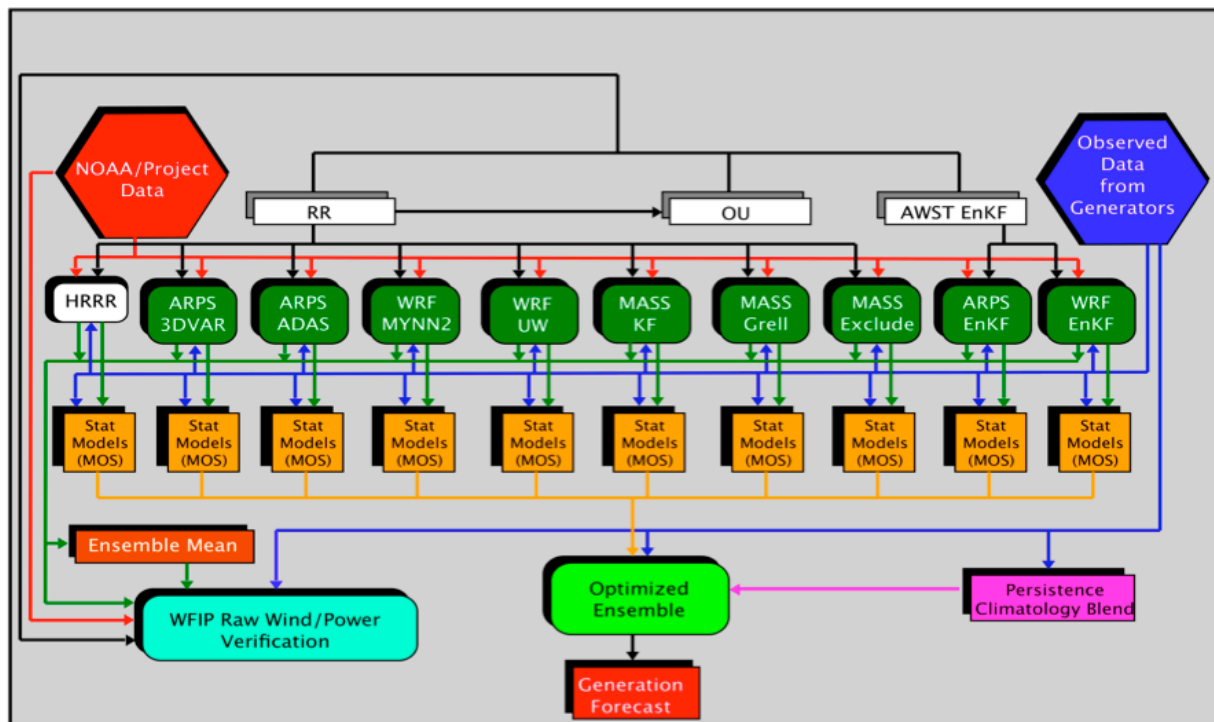 NOAA/Project
Data
Observed
Data
from
Generators
RR
OU
AWST EnKF
HRRR
ARPS
3DVAR
ARPS
ADAS
WRF
MYNN2
WRF
UW
MASS
KF
MASS
Grell
MASS
Exclude
ARPS
EnKF
WRF
EnKF
Stat
Models
(MOS)
Stat
Models
(MOS)
Stat
Models
(MOS)
Stat
Models
(MOS)
Stat
Models
(MOS)
Stat
Models
(MOS)
Stat
Models
(MOS)
Stat
Models
(MOS)
Stat
Models
(MOS)
Stat
Models
(MOS)
Ensemble Mean
WFIP Raw Wind/Power
Verification
Optimized
Ensemble
Persistence
Climatology Blend
Generation
Forecast